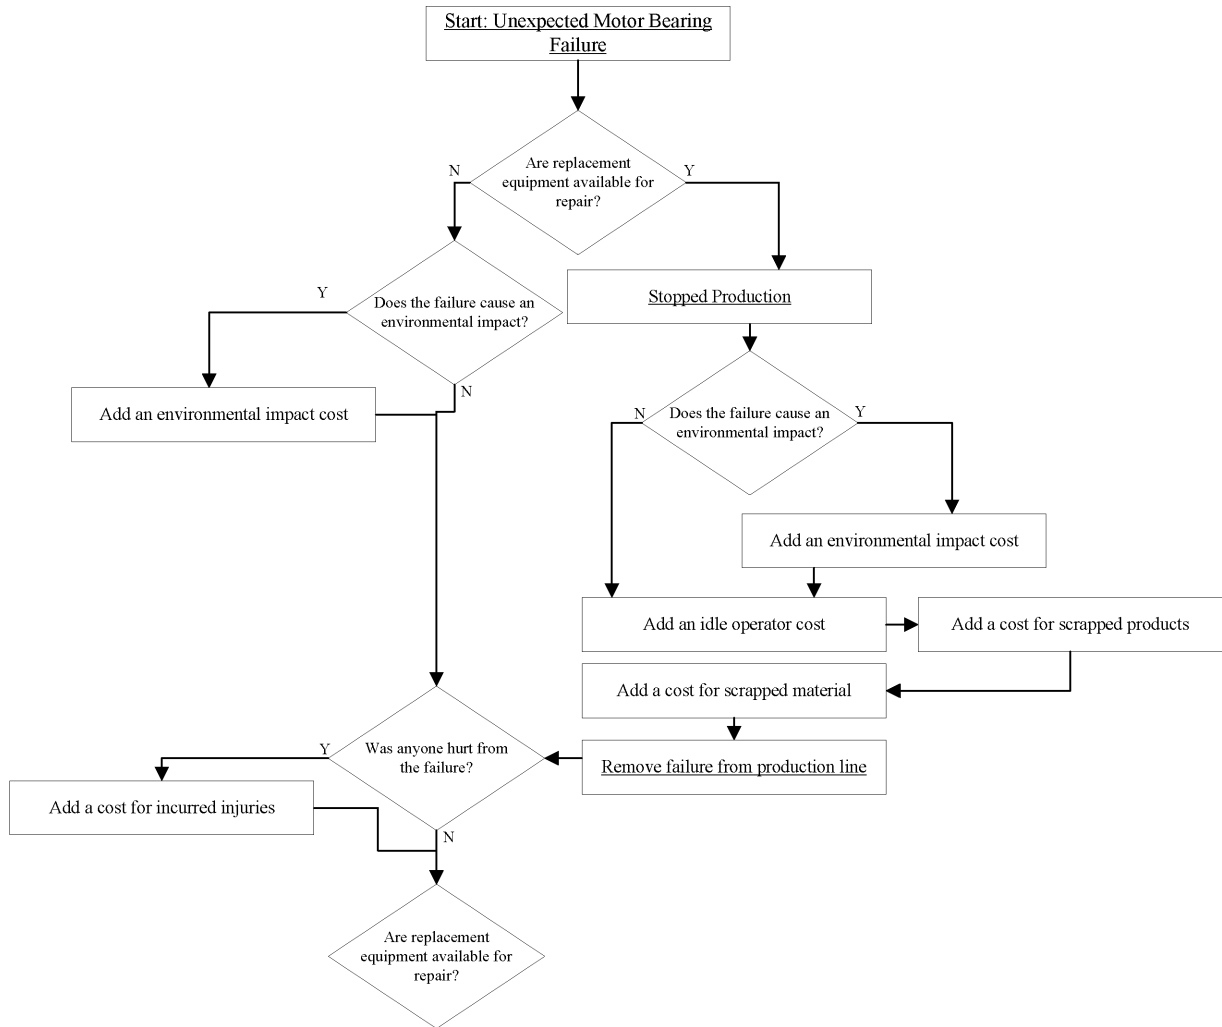 Start: Unexpected Motor Bearing
Failure
Are replacement
equipment available for
repair?
N
Y
Does the failure cause an
environmental impact?
Y
N
Stopped Production
Add an environmental impact cost
Does the failure cause an
environmental impact?
N
Y
Add an environmental impact cost
Add an idle operator cost
Add a cost for scrapped products
Add a cost for scrapped material
Remove failure from production line
Was anyone hurt from
the failure?
Y
N
Add a cost for incurred injuries
Are replacement
equipment available for
repair?